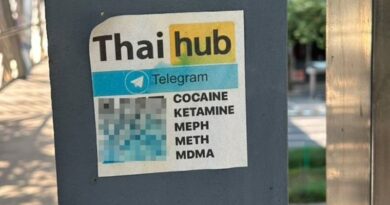 Thai hub
Telegram
COCAINE
KETAMINE
MEPH
METH
MDMA